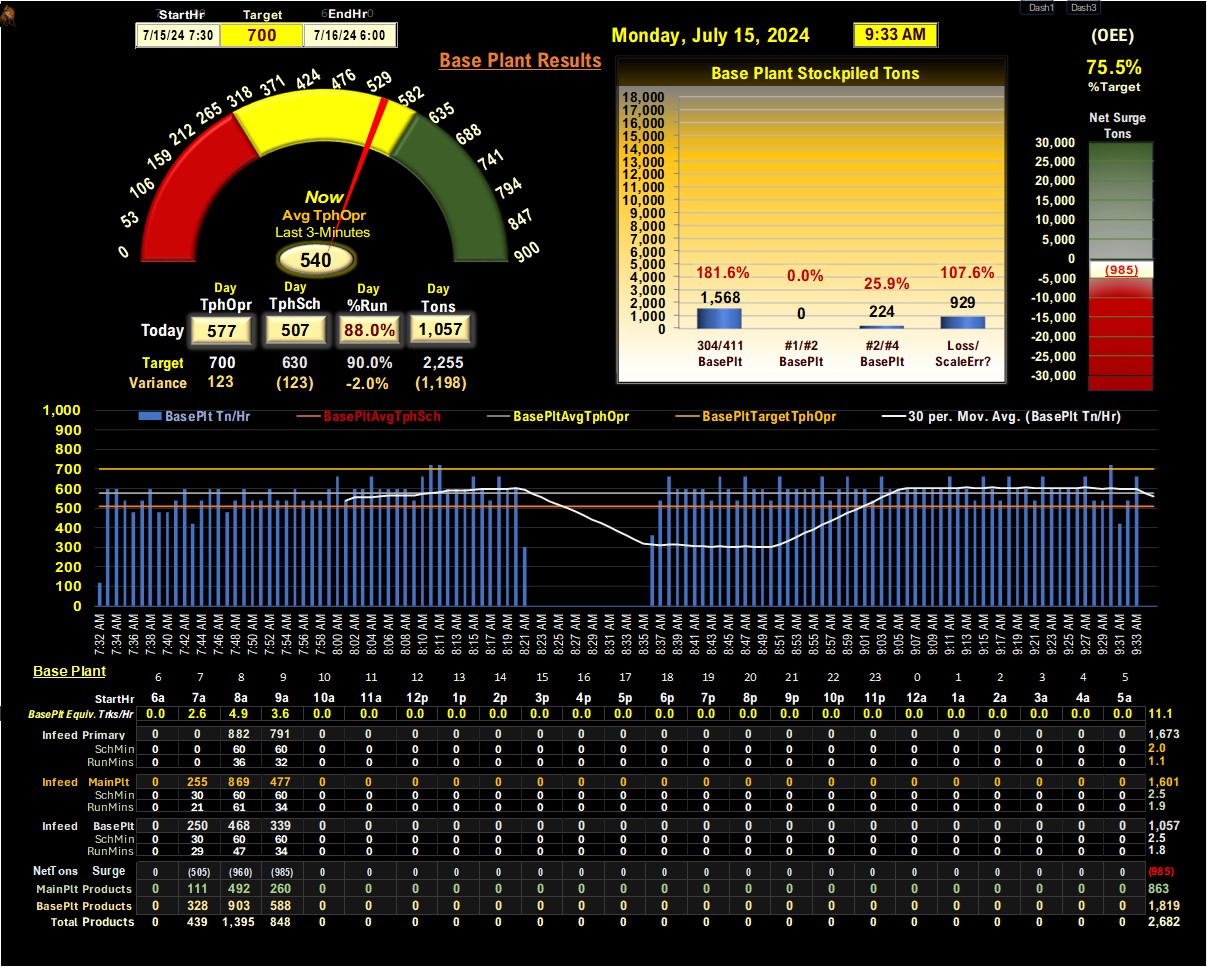 Dash1 Dash3
StartHr Target EndHr
7/15/24 7:30 700 7/16/24 6:00
Monday, July 15, 2024 9:33 AM
(OEE)
75.5%
%Target
Base Plant Results
0 53 106 159 212 265 318 371 424 476 529 582 635 688 741 794 847 900
Now
Avg TphOpr
Last 3-Minutes
540
Day Day Day Day
TphOpr TphSch %Run Tons
Today 577 507 88.0% 1,057
Target 700 630 90.0% 2,255
Variance 123 (123) -2.0% (1,198)
Base Plant Stockpiled Tons
18,000
17,000
16,000
15,000
14,000
13,000
12,000
11,000
10,000
9,000
8,000
7,000
6,000
5,000
4,000
3,000
2,000
1,000
0
181.6% 0.0% 25.9% 107.6%
1,568 0 224 929
304/411 #1/#2 #2/#4 Loss/
BasePlt BasePlt BasePlt ScaleErr?
Net Surge
Tons
30,000
25,000
20,000
15,000
10,000
5,000
0
(985)
-5,000
-10,000
-15,000
-20,000
-25,000
-30,000
BasePlt Tn/Hr BasePltAvgTphSch BasePltAvgTphOpr BasePltTargetTphOpr 30 per. Mov. Avg. (BasePlt Tn/Hr)
1,000
900
800
700
600
500
400
300
200
100
0
7:32 AM 7:34 AM 7:36 AM 7:38 AM 7:40 AM 7:42 AM 7:44 AM 7:46 AM 7:48 AM 7:50 AM 7:52 AM 7:54 AM 7:56 AM 7:58 AM 8:00 AM 8:02 AM 8:04 AM 8:06 AM 8:08 AM 8:10 AM 8:11 AM 8:13 AM 8:15 AM 8:17 AM 8:19 AM 8:21 AM 8:23 AM 8:25 AM 8:27 AM 8:29 AM 8:31 AM 8:33 AM 8:35 AM 8:37 AM 8:39 AM 8:41 AM 8:43 AM 8:45 AM 8:47 AM 8:49 AM 8:51 AM 8:53 AM 8:55 AM 8:57 AM 8:59 AM 9:01 AM 9:03 AM 9:05 AM 9:07 AM 9:09 AM 9:11 AM 9:13 AM 9:15 AM 9:17 AM 9:19 AM 9:21 AM 9:23 AM 9:25 AM 9:27 AM 9:29 AM 9:31 AM 9:33 AM
Base Plant 6 7 8 9 10 11 12 13 14 15 16 17 18 19 20 21 22 23 0 1 2 3 4 5
StartHr 6a 7a 8a 9a 10a 11a 12p 1p 2p 3p 4p 5p 6p 7p 8p 9p 10p 11p 12a 1a 2a 3a 4a 5a
BasePlt Equiv. Trks/Hr 0.0 2.6 4.9 3.6 0.0 0.0 0.0 0.0 0.0 0.0 0.0 0.0 0.0 0.0 0.0 0.0 0.0 0.0 0.0 0.0 0.0 0.0 0.0 0.0 11.1
Infeed Primary 0 0 882 791 0 0 0 0 0 0 0 0 0 0 0 0 0 0 0 0 0 0 0 0 1,673
SchMin 0 0 60 60 0 0 0 0 0 0 0 0 0 0 0 0 0 0 0 0 0 0 0 0 2.0
RunMins 0 0 36 32 0 0 0 0 0 0 0 0 0 0 0 0 0 0 0 0 0 0 0 0 1.1
Infeed MainPlt 0 255 869 477 0 0 0 0 0 0 0 0 0 0 0 0 0 0 0 0 0 0 0 0 1,601
SchMin 0 30 60 60 0 0 0 0 0 0 0 0 0 0 0 0 0 0 0 0 0 0 0 0 2.5
RunMins 0 21 61 34 0 0 0 0 0 0 0 0 0 0 0 0 0 0 0 0 0 0 0 0 1.9
Infeed BasePlt 0 250 468 339 0 0 0 0 0 0 0 0 0 0 0 0 0 0 0 0 0 0 0 0 1,057
SchMin 0 30 60 60 0 0 0 0 0 0 0 0 0 0 0 0 0 0 0 0 0 0 0 0 2.5
RunMins 0 29 47 34 0 0 0 0 0 0 0 0 0 0 0 0 0 0 0 0 0 0 0 0 1.8
NetTons Surge 0 (505) (960) (985) 0 0 0 0 0 0 0 0 0 0 0 0 0 0 0 0 0 0 0 0 (985)
MainPlt Products 0 111 492 260 0 0 0 0 0 0 0 0 0 0 0 0 0 0 0 0 0 0 0 0 863
BasePlt Products 0 328 903 588 0 0 0 0 0 0 0 0 0 0 0 0 0 0 0 0 0 0 0 0 1,819
Total Products 0 439 1,395 848 0 0 0 0 0 0 0 0 0 0 0 0 0 0 0 0 0 0 0 0 2,682